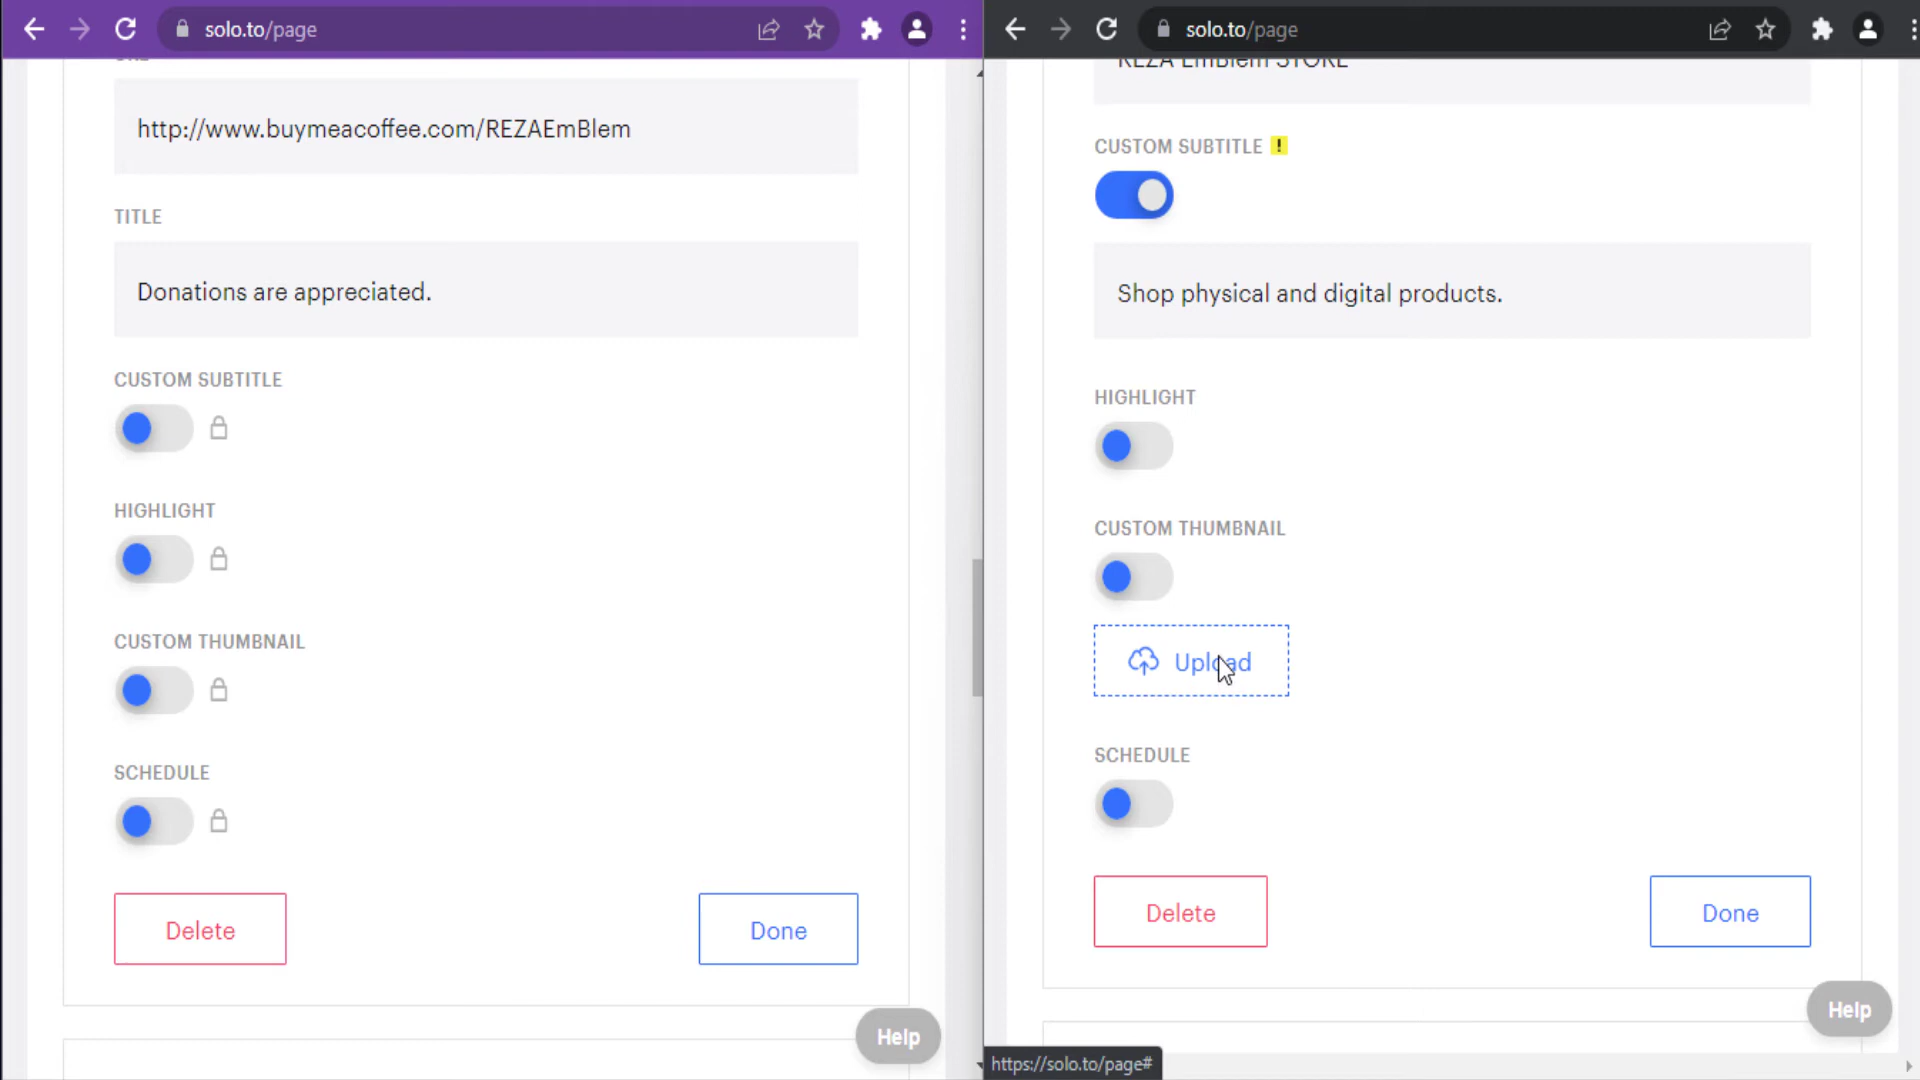 solo.to/page
http://www.buymeacoffee.com/REZAEmBlem
TITLE
Donations are appreciated.
CUSTOM SUBTITLE
HIGHLIGHT
CUSTOM THUMBNAIL
SCHEDULE
Delete
Done
Help
solo.to/page
REZA EmBlem STORE
CUSTOM SUBTITLE !
Shop physical and digital products.
HIGHLIGHT
CUSTOM THUMBNAIL
Upload
SCHEDULE
Delete
Done
Help
https://solo.to/page#